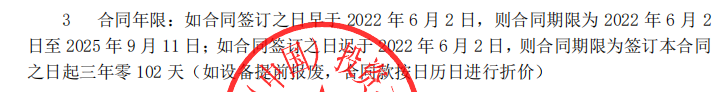 3 合同年限：如合同签订之日早于 2022 年 6 月 2 日，则合同期限为 2022 年 6 月 2
日至 2025 年 9 月 11 日；如合同签订之日迟于 2022 年 6 月 2 日，则合同期限为签订本合同
之日起三年零 102 天（如设备提前报废，合同款按日历日进行折价）
（中国）投资